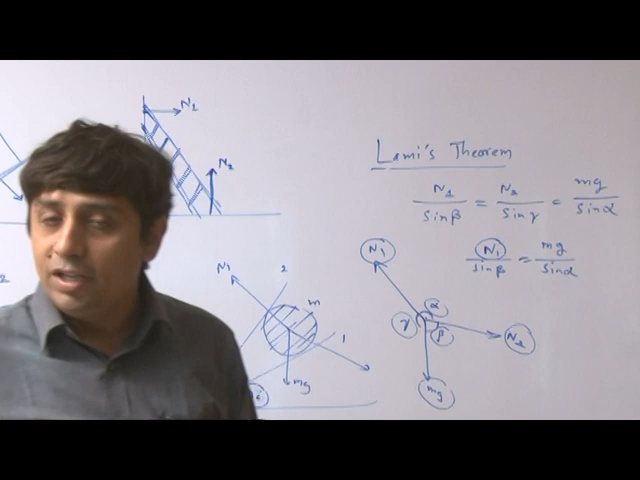 N1
N2
Lami's Theorem
N1/sinβ = N2/sinγ = mg/sinα
N1/sinβ = mg/sinα
N1
2
m
1
mg
2
N1
α
γ
β
N2
mg